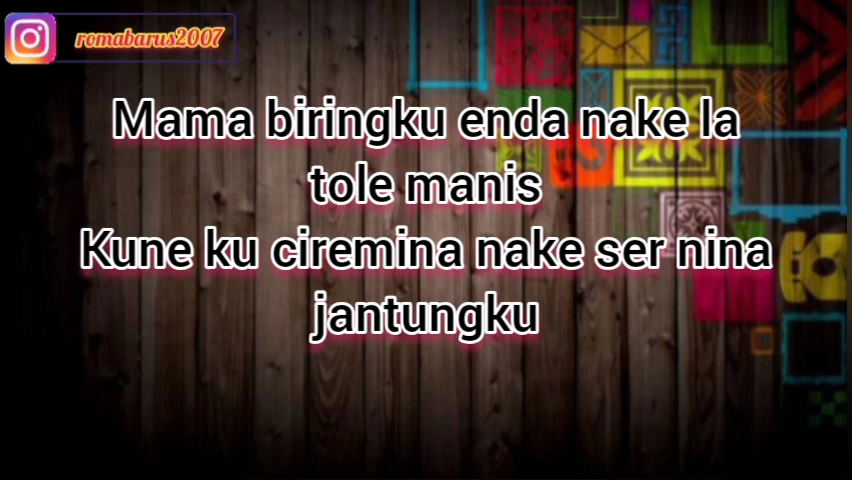 romabarus2007
Mama biringku enda nake la
tole manis
Kune ku ciremina nake ser nina
jantungku